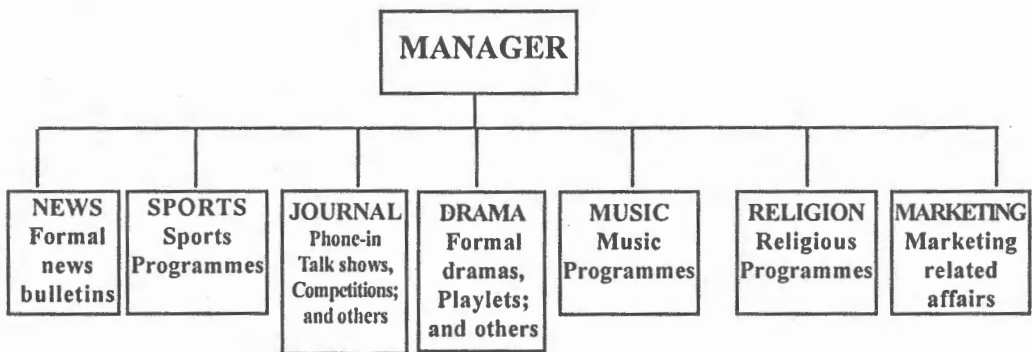 MANAGER
NEWS
Formal
news
bulletins
SPORTS
Sports
Programmes
JOURNAL
Phone-in
Talk shows,
Competitions;
and others
DRAMA
Formal
dramas,
Playlets;
and others
MUSIC
Music
Programmes
RELIGION
Religious
Programmes
MARKETING
Marketing
related
affairs